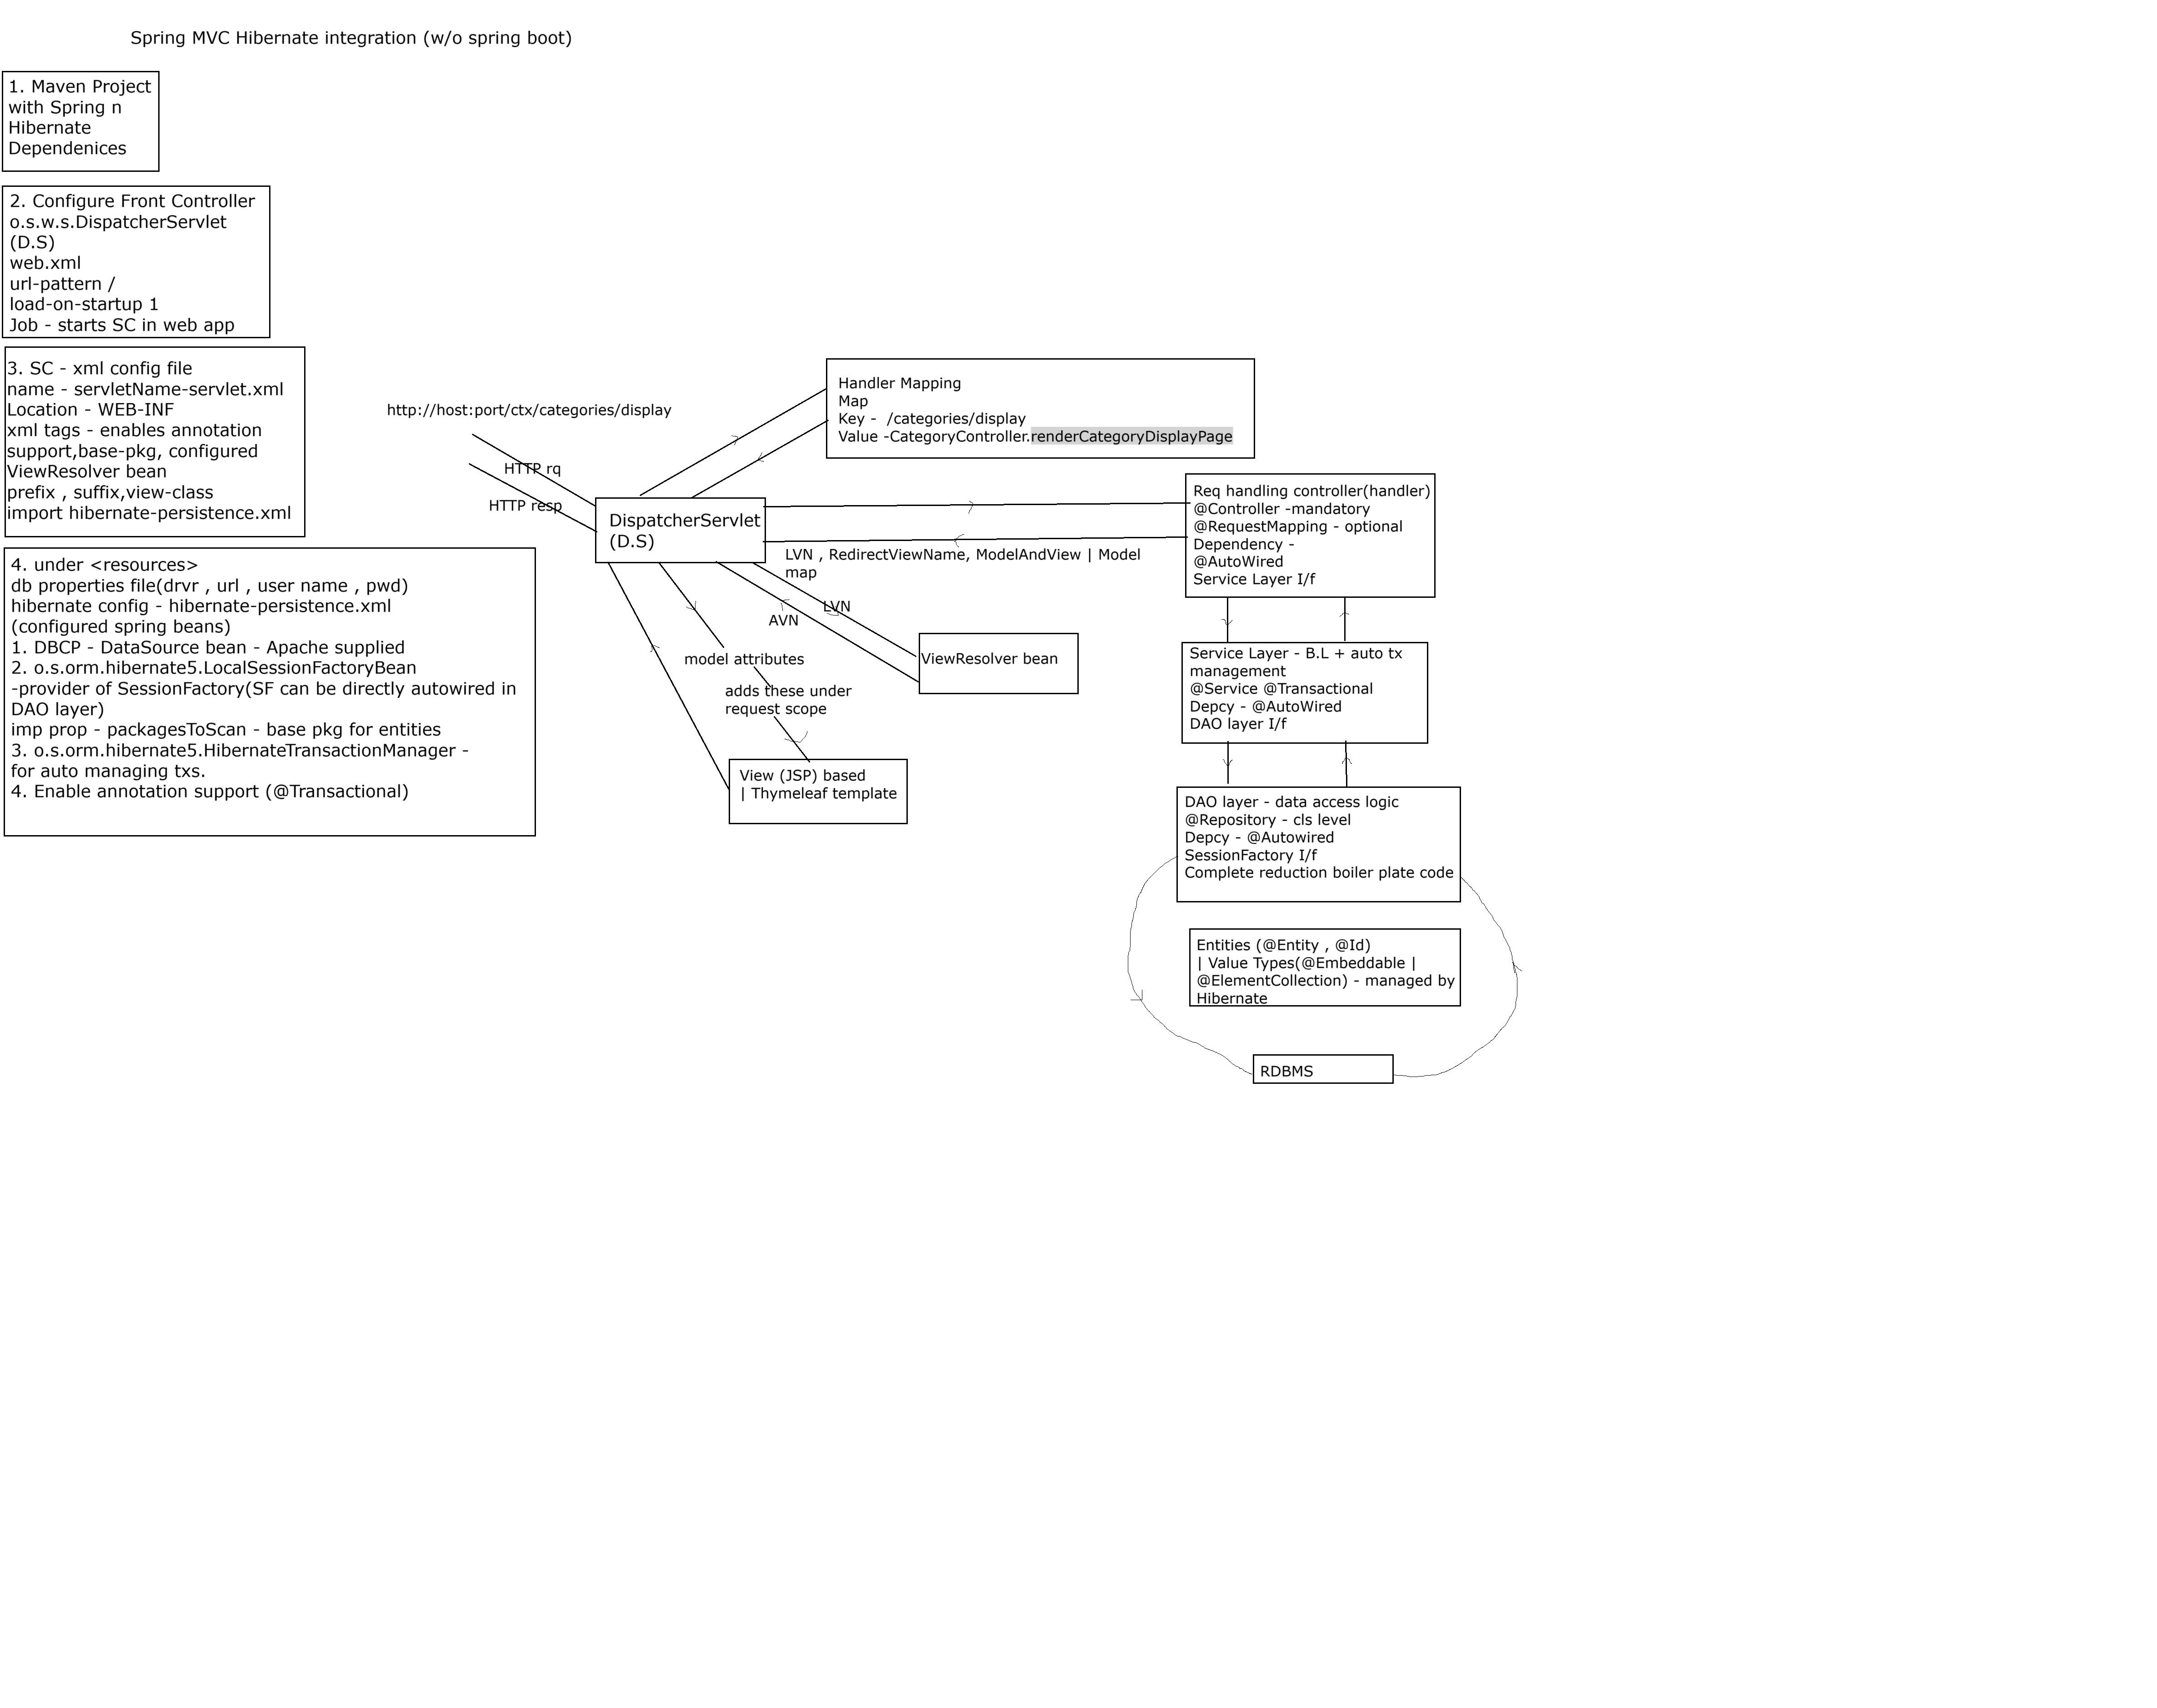 Spring MVC Hibernate integration (w/o spring boot)
1. Maven Project
with Spring n
Hibernate
Dependenices
2. Configure Front Controller
o.s.w.s.DispatcherServlet
(D.S)
web.xml
url-pattern /
load-on-startup 1
Job - starts SC in web app
3. SC - xml config file
name - servletName-servlet.xml
Location - WEB-INF
xml tags - enables annotation
support,base-pkg, configured
ViewResolver bean
prefix , suffix,view-class
import hibernate-persistence.xml
4. under <resources>
db properties file(drvr , url , user name , pwd)
hibernate config - hibernate-persistence.xml
(configured spring beans)
1. DBCP - DataSource bean - Apache supplied
2. o.s.orm.hibernate5.LocalSessionFactoryBean
-provider of SessionFactory(SF can be directly autowired in
DAO layer)
imp prop - packagesToScan - base pkg for entities
3. o.s.orm.hibernate5.HibernateTransactionManager -
for auto managing txs.
4. Enable annotation support (@Transactional)
http://host:port/ctx/categories/display
HTTP rq
HTTP resp
DispatcherServlet
(D.S)
Handler Mapping
Map
Key -  /categories/display
Value -CategoryController.renderCategoryDisplayPage
Req handling controller(handler)
@Controller -mandatory
@RequestMapping - optional
Dependency -
@AutoWired
Service Layer I/f
LVN , RedirectViewName, ModelAndView | Model
map
LVN
AVN
ViewResolver bean
model attributes
adds these under
request scope
View (JSP) based
| Thymeleaf template
Service Layer - B.L + auto tx
management
@Service @Transactional
Depcy - @AutoWired
DAO layer I/f
DAO layer - data access logic
@Repository - cls level
Depcy - @Autowired
SessionFactory I/f
Complete reduction boiler plate code
Entities (@Entity , @Id)
| Value Types(@Embeddable |
@ElementCollection) - managed by
Hibernate
RDBMS